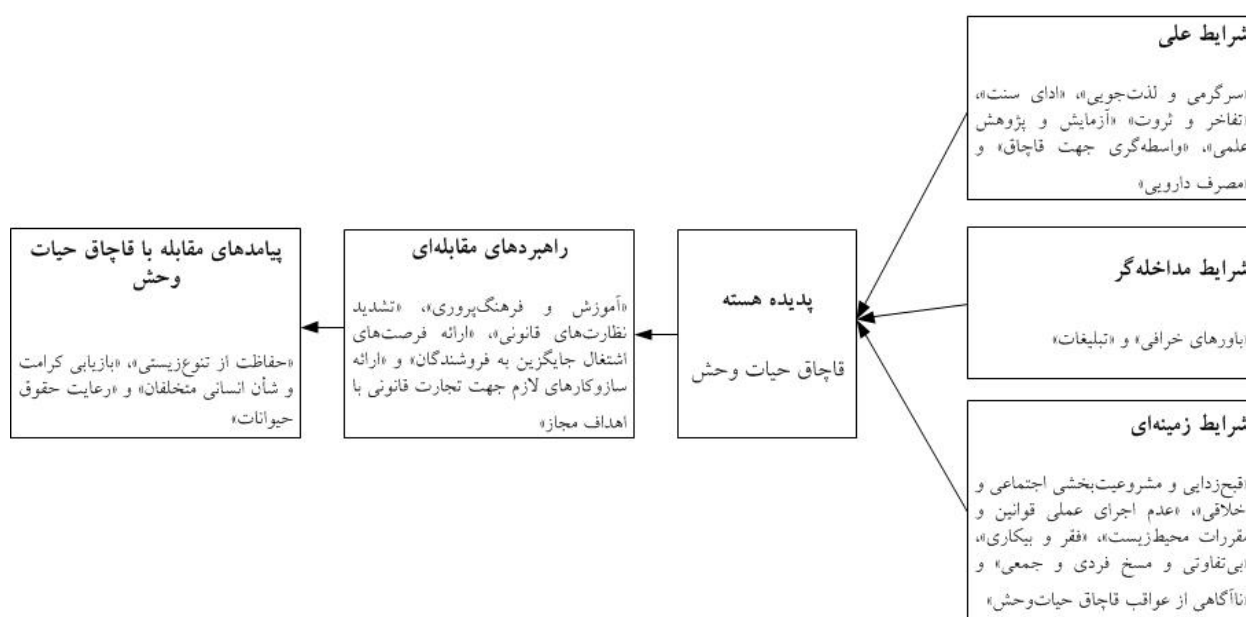 شرایط علی
«سرگرمی و لذت‌جویی»، «ادای سنت»،
«تفاخر و ثروت» «آزمایش و پژوهش
علمی»، «واسطه‌گری جهت قاچاق» و
«مصرف دارویی»
شرایط مداخله‌گر
«باورهای خرافی» و «تبلیغات»
شرایط زمینه‌ای
«قبح‌زدایی و مشروعیت‌بخشی اجتماعی و
اخلاقی»، «عدم اجرای عملی قوانین و
مقررات محیط‌زیست»، «فقر و بیکاری»،
«بی‌تفاوتی و مسخ فردی و جمعی» و
«ناآگاهی از عواقب قاچاق حیات‌وحش»
پدیده هسته
قاچاق حیات وحش
راهبردهای مقابله‌ای
«آموزش و فرهنگ‌پروری»، «تشدید
نظارت‌های قانونی»، «ارائه فرصت‌های
اشتغال جایگزین به فروشندگان» و «ارائه
سازوکارهای لازم جهت تجارت قانونی با
اهداف مجاز»
پیامدهای مقابله با قاچاق حیات
وحش
«حفاظت از تنوع‌زیستی»، «بازیابی کرامت
و شأن انسانی متخلفان» و «رعایت حقوق
حیوانات»